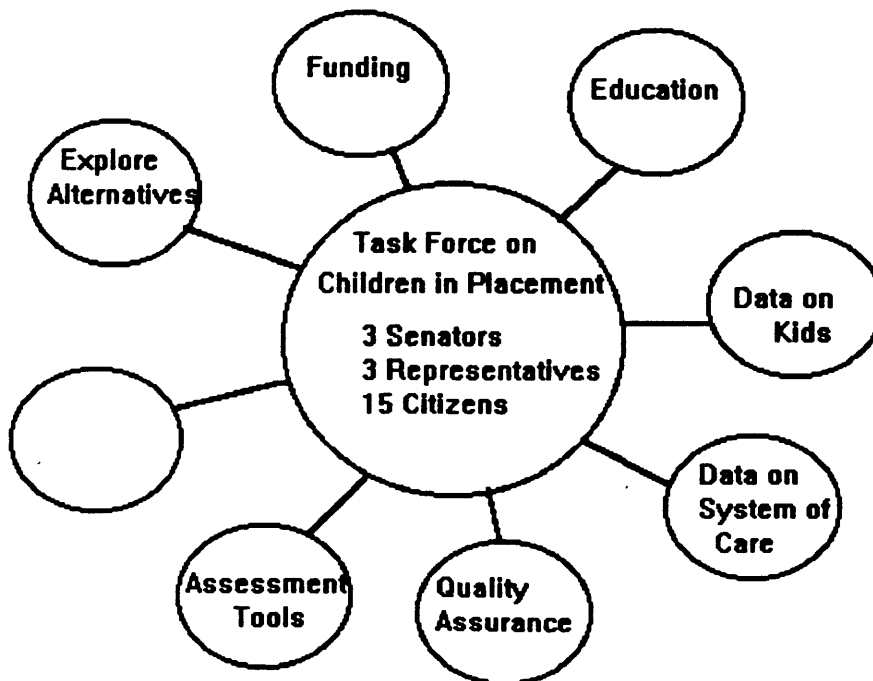 Funding
Education
Explore
Alternatives
Task Force on
Children in Placement
3 Senators
3 Representatives
15 Citizens
Data on
Kids
Data on
System of
Care
Assessment
Tools
Quality
Assurance